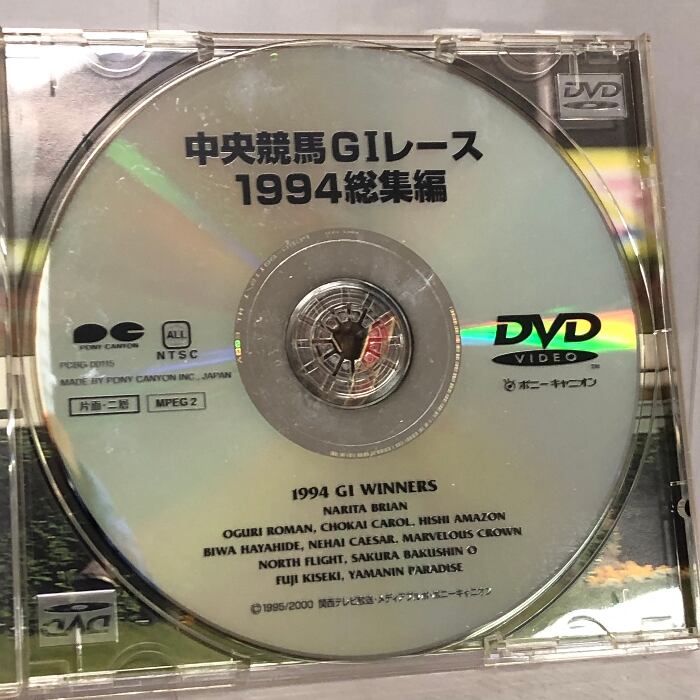 DVD
中央競馬GIレース
1994総集編
PONY CANYON
ALL
NTSC
PCBG-00115
MADE BY PONY CANYON INC., JAPAN
片面・二層
MPEG 2
DVD
VIDEO
ポニーキャニオン
1994 GI WINNERS
NARITA BRIAN
OGURI ROMAN, CHOKAI CAROL, HISHI AMAZON
BIWA HAYAHIDE, NEHAI CAESAR, MARVELOUS CROWN
NORTH FLIGHT, SAKURA BAKUSHIN O
FUJI KISEKI, YAMANIN PARADISE
©1995/2000 関西テレビ放送・メディアプルポ・ポニーキャニオン
DVD